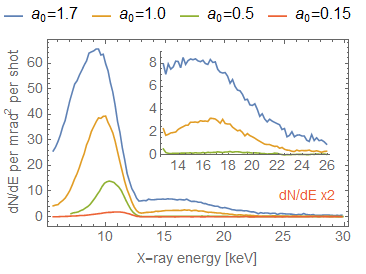 a₀=1.7 a₀=1.0 a₀=0.5 a₀=0.15
dN/dE per mrad² per shot
60
50
40
30
20
10
0
8
6
4
2
0
14 16 18 20 22 24 26
dN/dE x2
10 15 20 25 30
X-ray energy [keV]